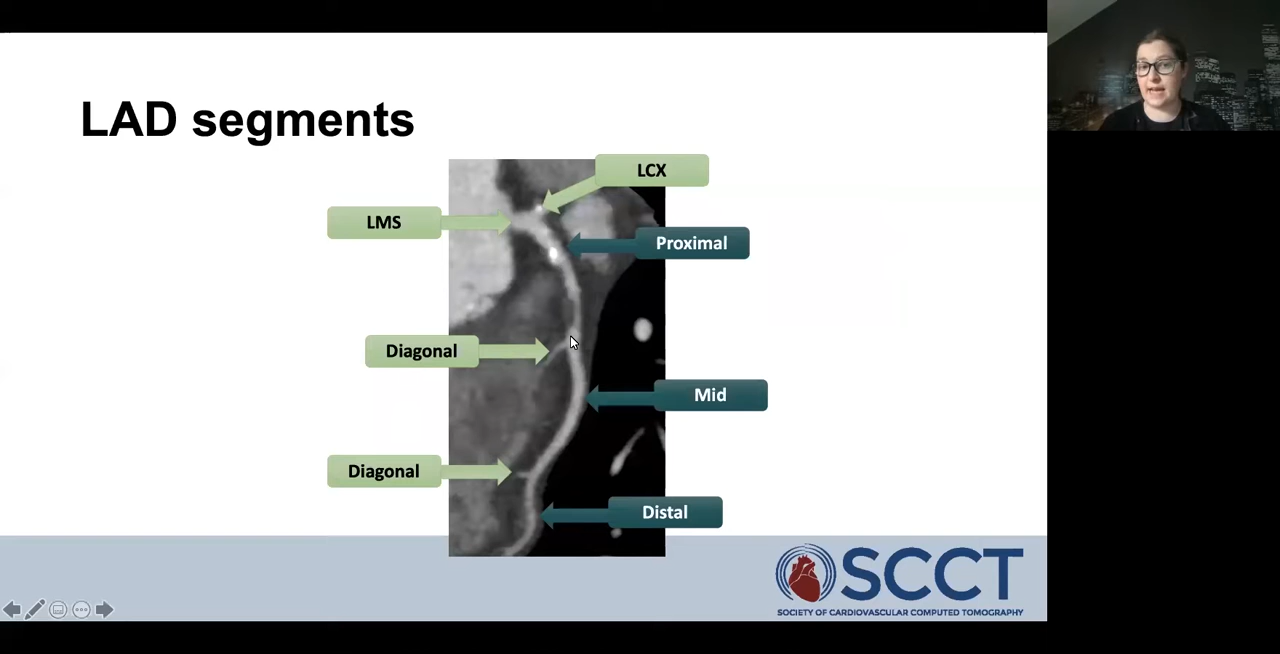 LAD segments
LCX
LMS
Proximal
Diagonal
Mid
Diagonal
Distal
SCCT
SOCIETY OF CARDIOVASCULAR COMPUTED TOMOGRAPHY